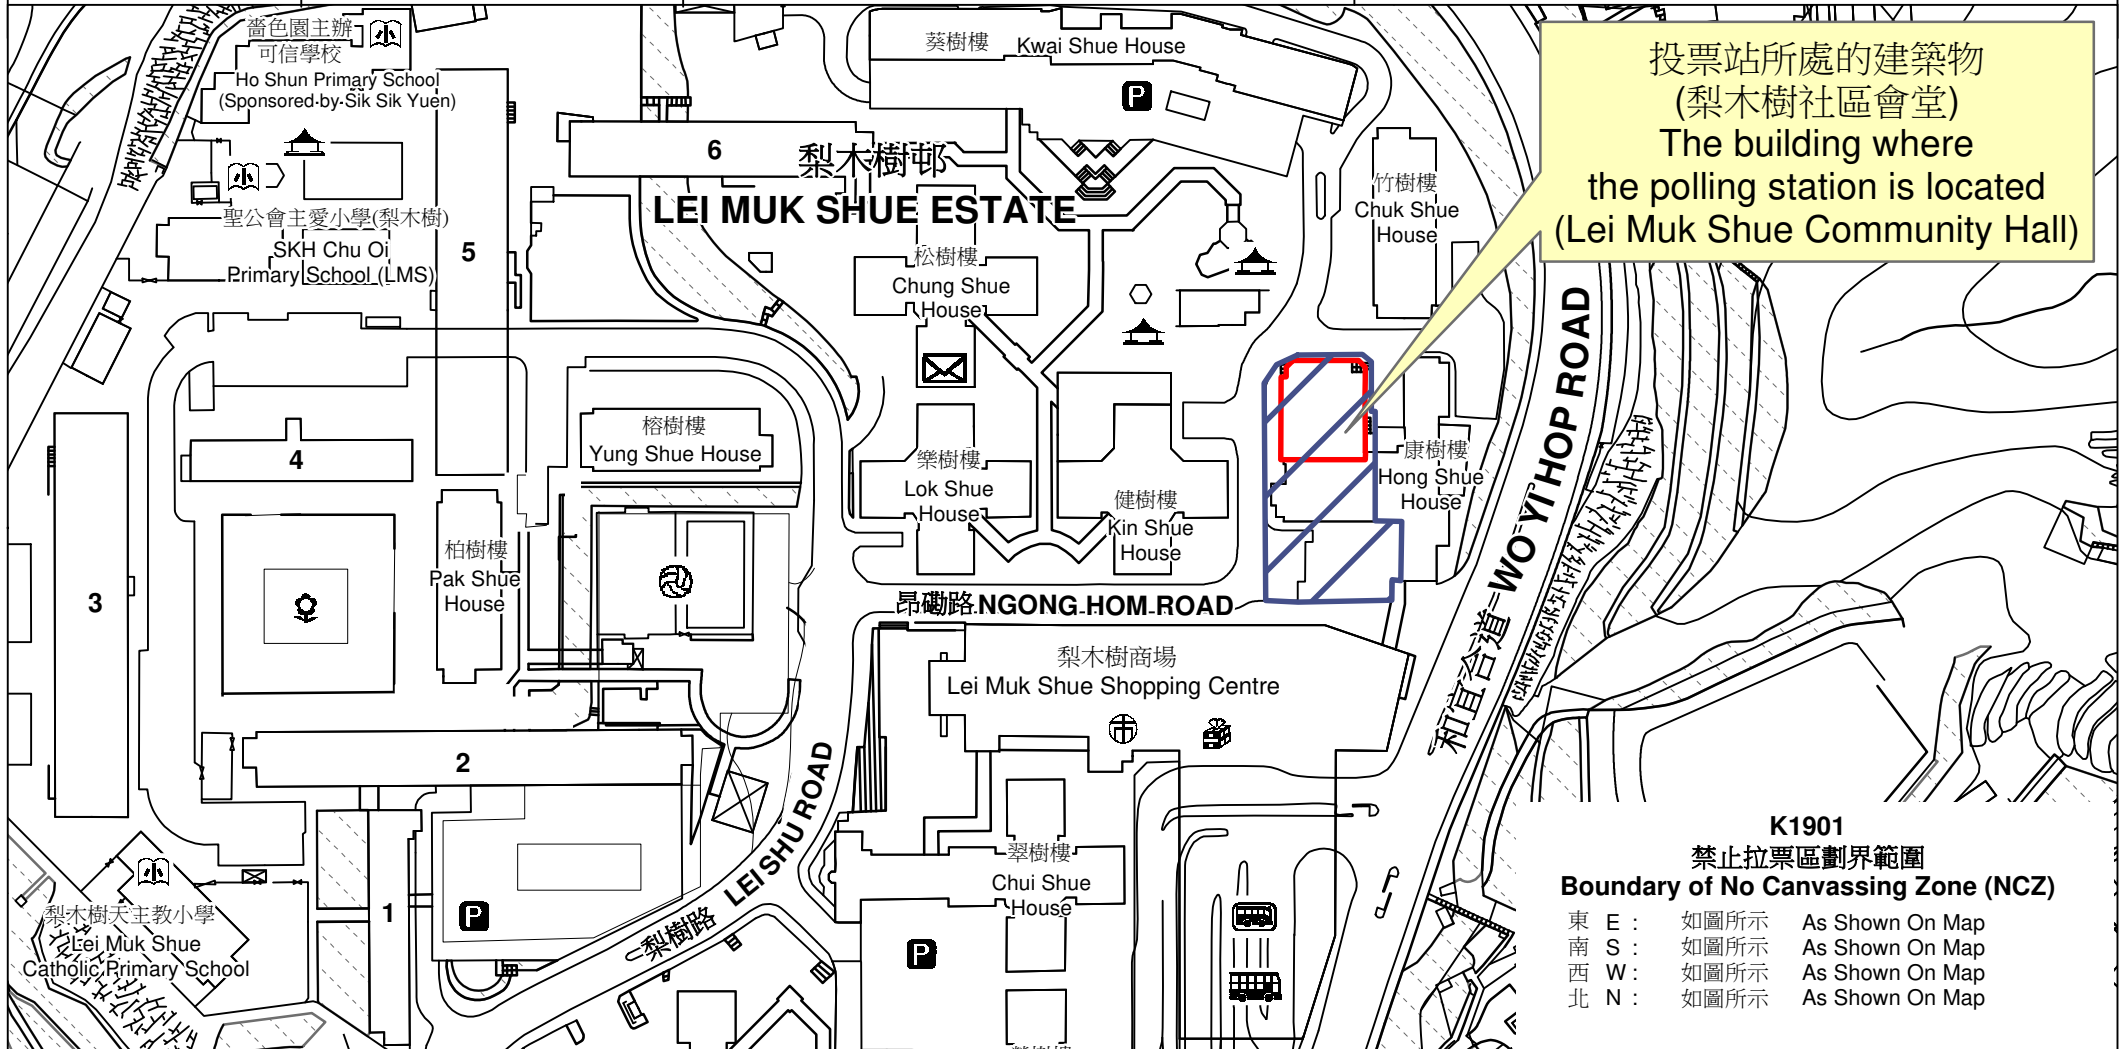 嗇色園主辦
可信學校
Ho Shun Primary School
(Sponsored by Sik Sik Yuen)
葵樹樓 Kwai Shue House
P
投票站所處的建築物
(梨木樹社區會堂)
The building where
the polling station is located
(Lei Muk Shue Community Hall)
6
梨木樹邨
LEI MUK SHUE ESTATE
竹樹樓
Chuk Shue
House
聖公會主愛小學(梨木樹)
SKH Chu Oi
Primary School (LMS)
5
松樹樓
Chung Shue
House
和宜合道 WO YI HOP ROAD
榕樹樓
Yung Shue House
4
樂樹樓
Lok Shue
House
健樹樓
Kin Shue
House
康樹樓
Hong Shue
House
柏樹樓
Pak Shue
House
3
昂磡路 NGONG HOM ROAD
梨木樹商場
Lei Muk Shue Shopping Centre
2
梨樹路 LEI SHU ROAD
翠樹樓
Chui Shue
House
1
P
P
梨木樹天主教小學
Lei Muk Shue
Catholic Primary School
K1901
禁止拉票區劃界範圍
Boundary of No Canvassing Zone (NCZ)
東 E : 如圖所示 As Shown On Map
南 S : 如圖所示 As Shown On Map
西 W : 如圖所示 As Shown On Map
北 N : 如圖所示 As Shown On Map